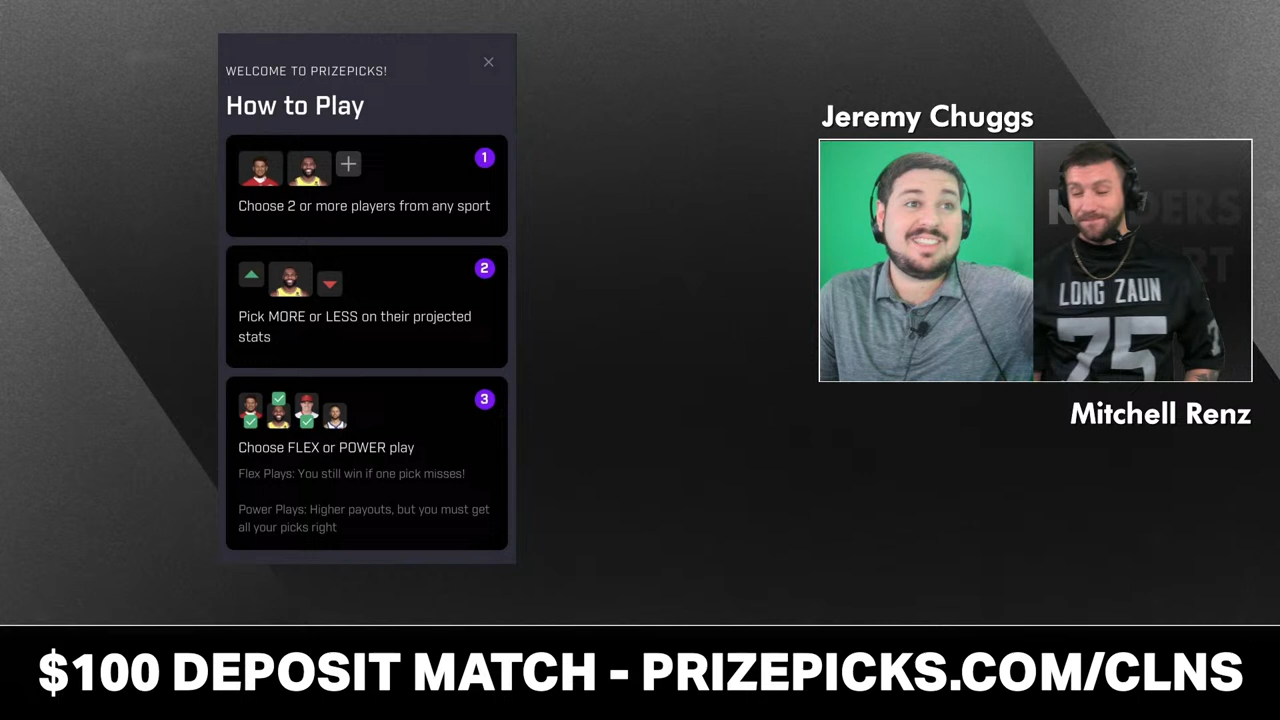 WELCOME TO PRIZEPICKS!
How to Play
1
Choose 2 or more players from any sport
2
Pick MORE or LESS on their projected
stats
3
Choose FLEX or POWER play
Flex Plays: You still win if one pick misses!
Power Plays: Higher payouts, but you must get
all your picks right
Jeremy Chuggs
LONG ZAUN
75
Mitchell Renz
$100 DEPOSIT MATCH - PRIZEPICKS.COM/CLNS